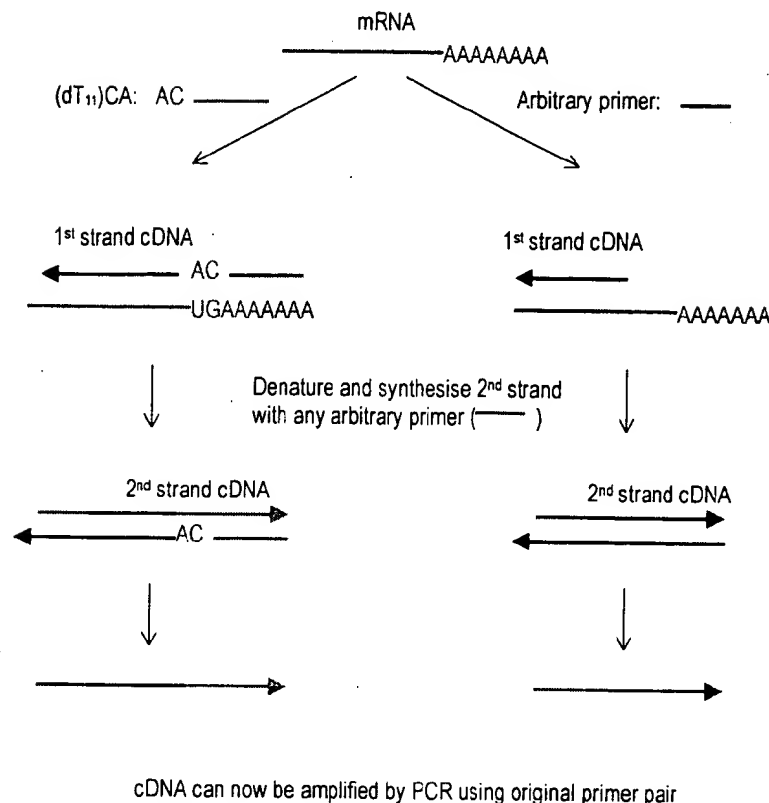 mRNA
AAAAAAAA
(dT₁₁)CA: AC
Arbitrary primer:
1ˢᵗ strand cDNA
AC
UGAAAAAAA
1ˢᵗ strand cDNA
AAAAAAA
Denature and synthesise 2ⁿᵈ strand
with any arbitrary primer ( )
2ⁿᵈ strand cDNA
AC
2ⁿᵈ strand cDNA
cDNA can now be amplified by PCR using original primer pair